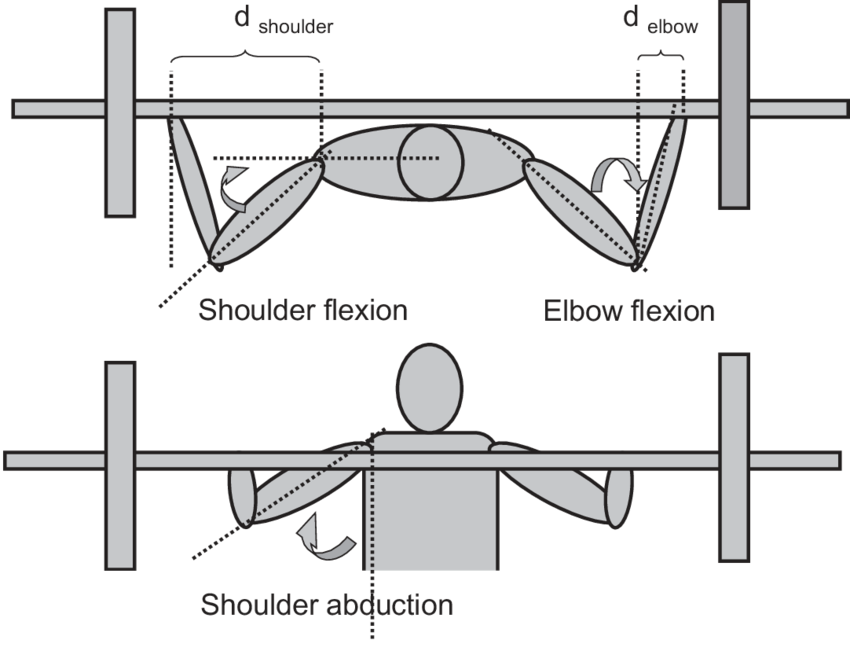 d shoulder
d elbow
Shoulder flexion
Elbow flexion
Shoulder abduction